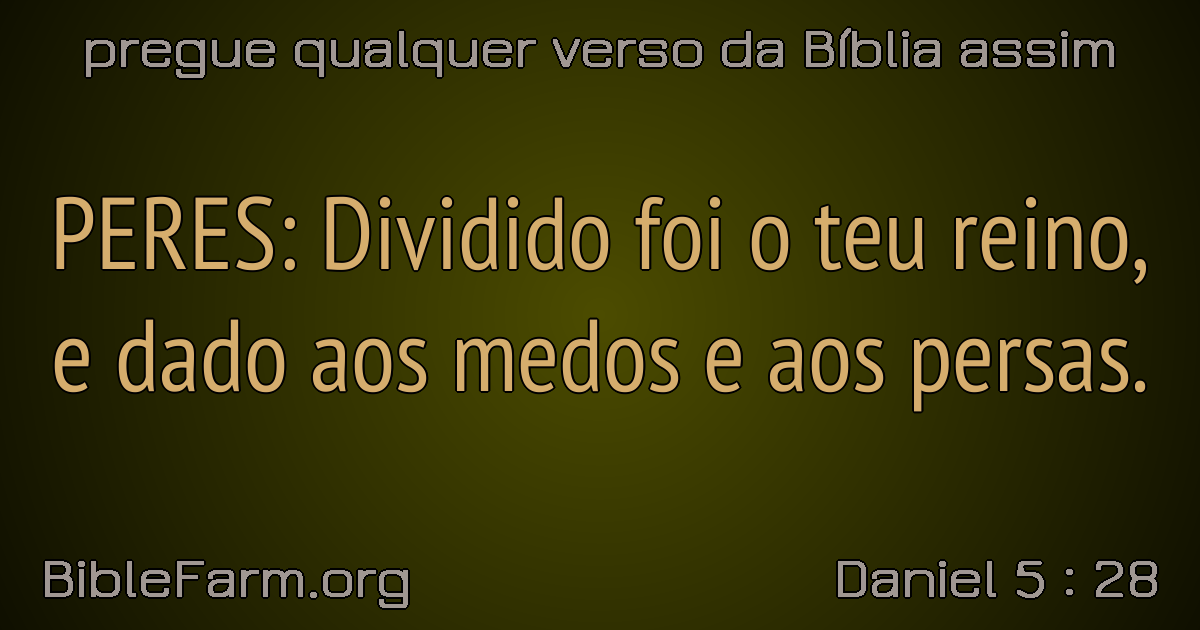 pregue qualquer verso da Bíblia assim
PERES: Dividido foi o teu reino,
e dado aos medos e aos persas.
BibleFarm.org
Daniel 5 : 28